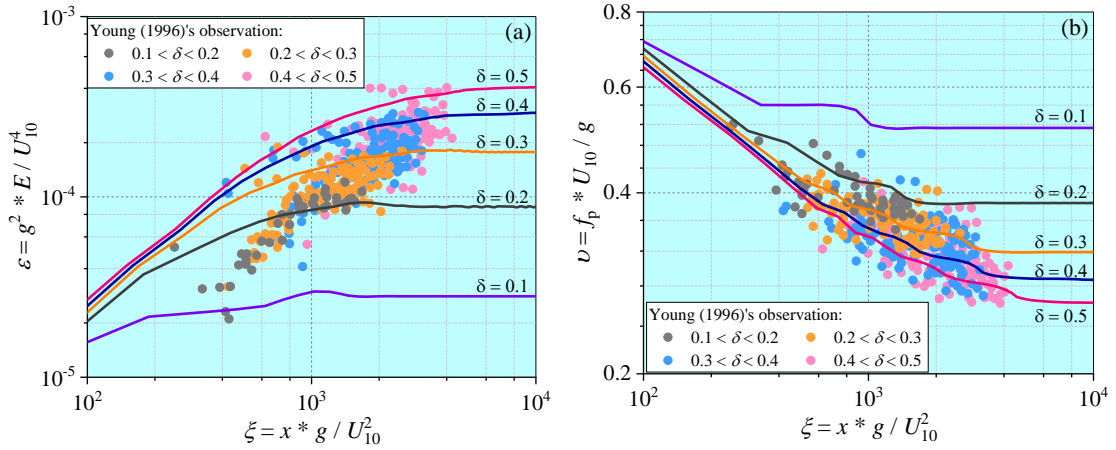 (a)
Young (1996)'s observation:
0.1 < δ < 0.2
0.2 < δ < 0.3
0.3 < δ < 0.4
0.4 < δ < 0.5
δ = 0.5
δ = 0.4
δ = 0.3
δ = 0.2
δ = 0.1
10⁻³
10⁻⁴
10⁻⁵
ε = g² * E / U₁₀⁴
10²
10³
10⁴
ξ = x * g / U₁₀²
(b)
0.8
0.6
0.4
0.2
υ = fₚ * U₁₀ / g
δ = 0.1
δ = 0.2
δ = 0.3
δ = 0.4
δ = 0.5
Young (1996)'s observation:
0.1 < δ < 0.2
0.2 < δ < 0.3
0.3 < δ < 0.4
0.4 < δ < 0.5
10²
10³
10⁴
ξ = x * g / U₁₀²